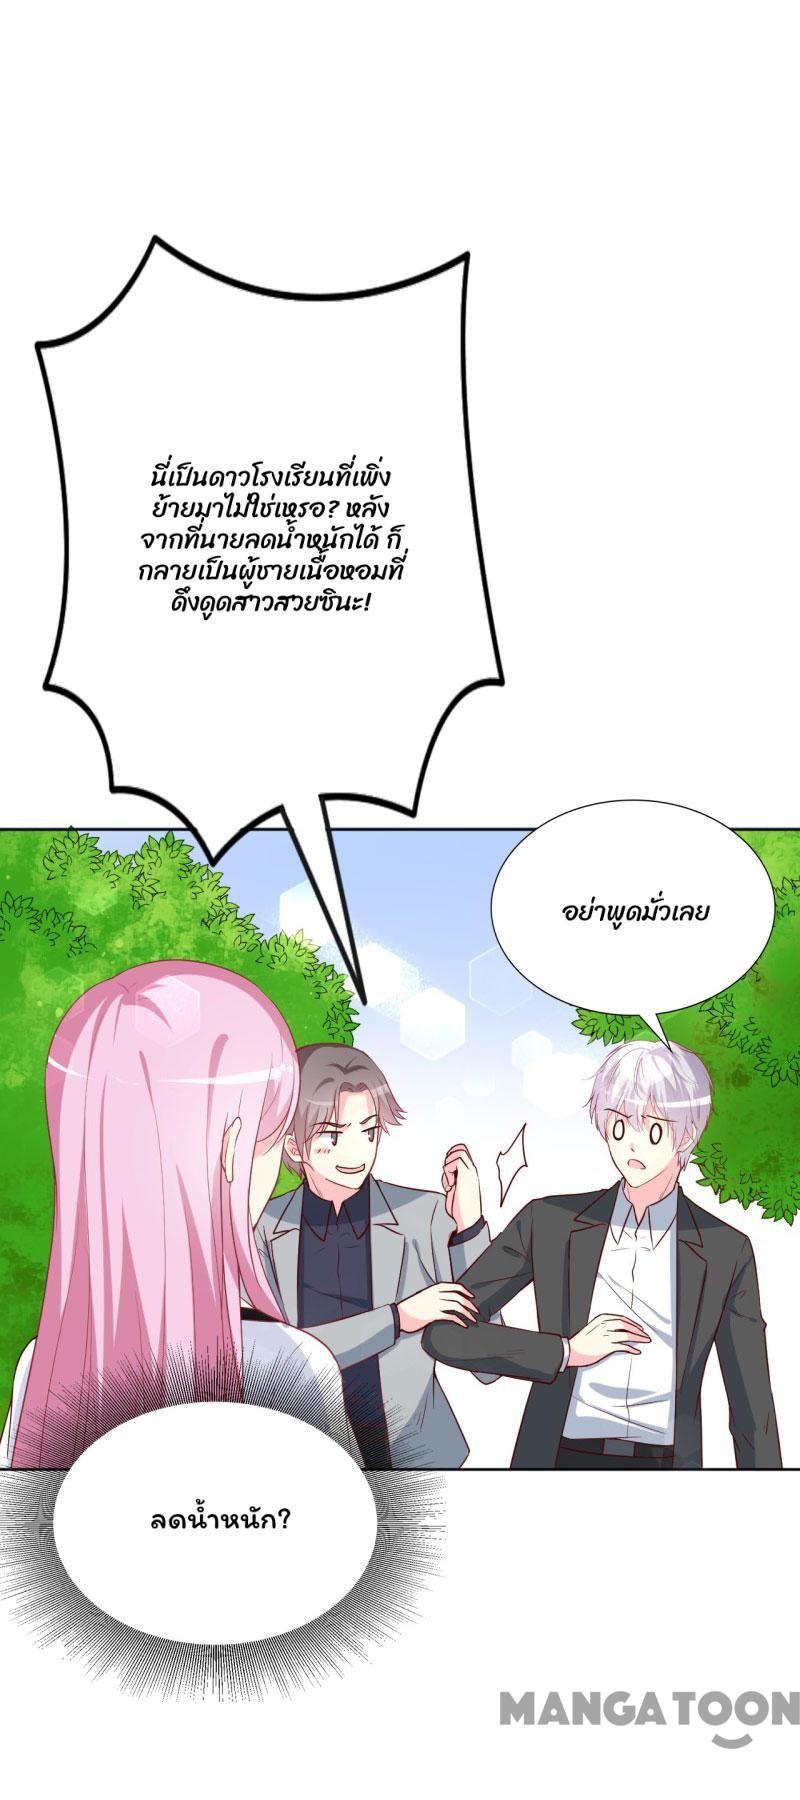 นี่เป็นดาวโรงเรียนที่เพิ่ง
ย้ายมาไม่ใช่เหรอ? หลัง
จากที่นายลดน้ำหนักได้ ก็
กลายเป็นผู้ชายเนื้อหอมที่
ดึงดูดสาวสวยซินะ!
อย่าพูดมั่วเลย
ลดน้ำหนัก?
MANGATOON